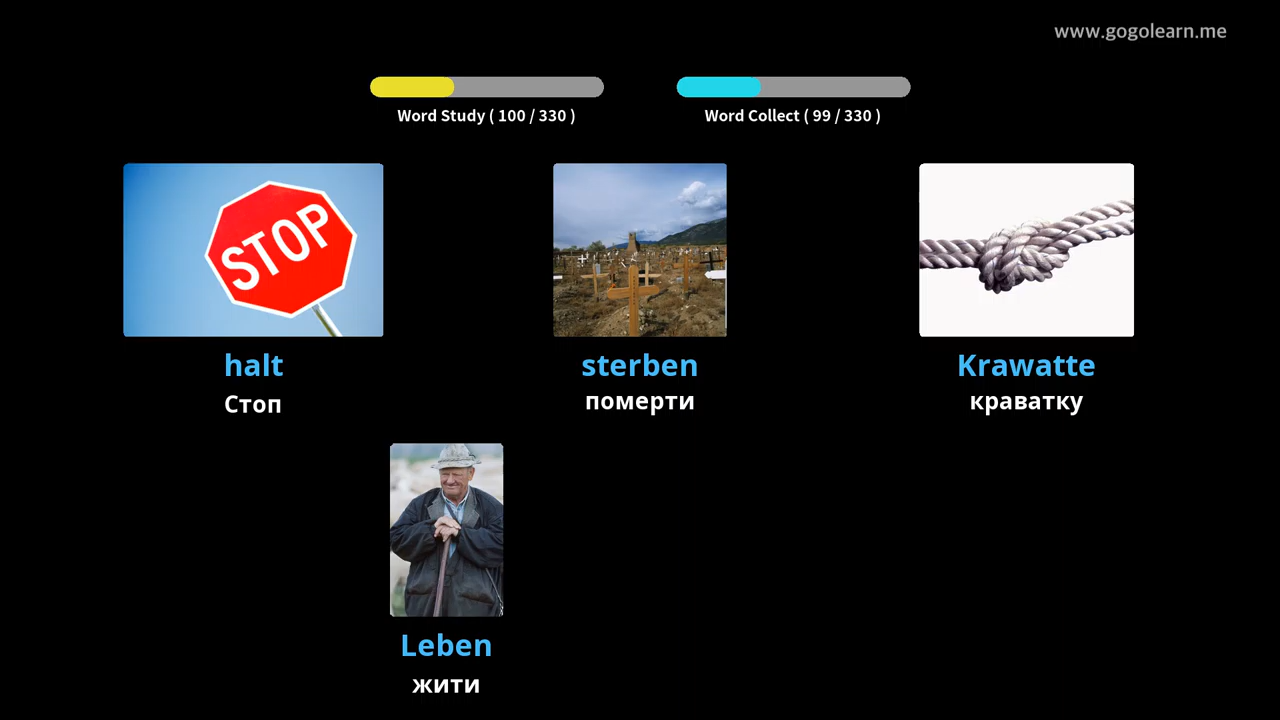 www.gogolearn.me
Word Study ( 100 / 330 )
Word Collect ( 99 / 330 )
STOP
halt
Стоп
sterben
померти
Krawatte
краватку
Leben
жити